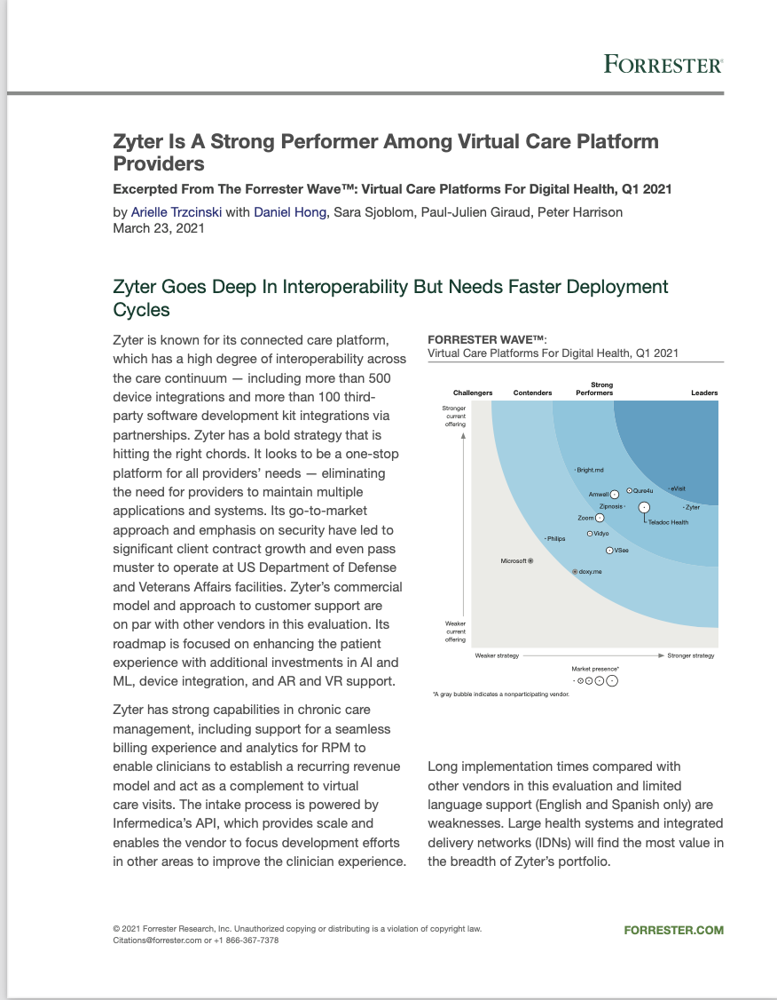 FORRESTER®
Zyter Is A Strong Performer Among Virtual Care Platform
Providers
Excerpted From The Forrester Wave™: Virtual Care Platforms For Digital Health, Q1 2021
by Arielle Trzcinski with Daniel Hong, Sara Sjoblom, Paul-Julien Giraud, Peter Harrison
March 23, 2021
Zyter Goes Deep In Interoperability But Needs Faster Deployment
Cycles
Zyter is known for its connected care platform,
which has a high degree of interoperability across
the care continuum — including more than 500
device integrations and more than 100 third-
party software development kit integrations via
partnerships. Zyter has a bold strategy that is
hitting the right chords. It looks to be a one-stop
platform for all providers’ needs — eliminating
the need for providers to maintain multiple
applications and systems. Its go-to-market
approach and emphasis on security have led to
significant client contract growth and even pass
muster to operate at US Department of Defense
and Veterans Affairs facilities. Zyter’s commercial
model and approach to customer support are
on par with other vendors in this evaluation. Its
roadmap is focused on enhancing the patient
experience with additional investments in AI and
ML, device integration, and AR and VR support.
Zyter has strong capabilities in chronic care
management, including support for a seamless
billing experience and analytics for RPM to
enable clinicians to establish a recurring revenue
model and act as a complement to virtual
care visits. The intake process is powered by
Infermedica’s API, which provides scale and
enables the vendor to focus development efforts
in other areas to improve the clinician experience.
FORRESTER WAVE™:
Virtual Care Platforms For Digital Health, Q1 2021
Challengers
Contenders
Strong
Performers
Leaders
Stronger
current
offering
Bright.md
Amwell
Qure4u
eVisit
Zipnosis
Zyter
Zoom
Teladoc Health
Vidyo
Philips
VSee
Microsoft
doxy.me
Weaker
current
offering
Weaker strategy
Stronger strategy
Market presence*
*A gray bubble indicates a nonparticipating vendor.
Long implementation times compared with
other vendors in this evaluation and limited
language support (English and Spanish only) are
weaknesses. Large health systems and integrated
delivery networks (IDNs) will find the most value in
the breadth of Zyter’s portfolio.
© 2021 Forrester Research, Inc. Unauthorized copying or distributing is a violation of copyright law.
Citations@forrester.com or +1 866-367-7378
FORRESTER.COM